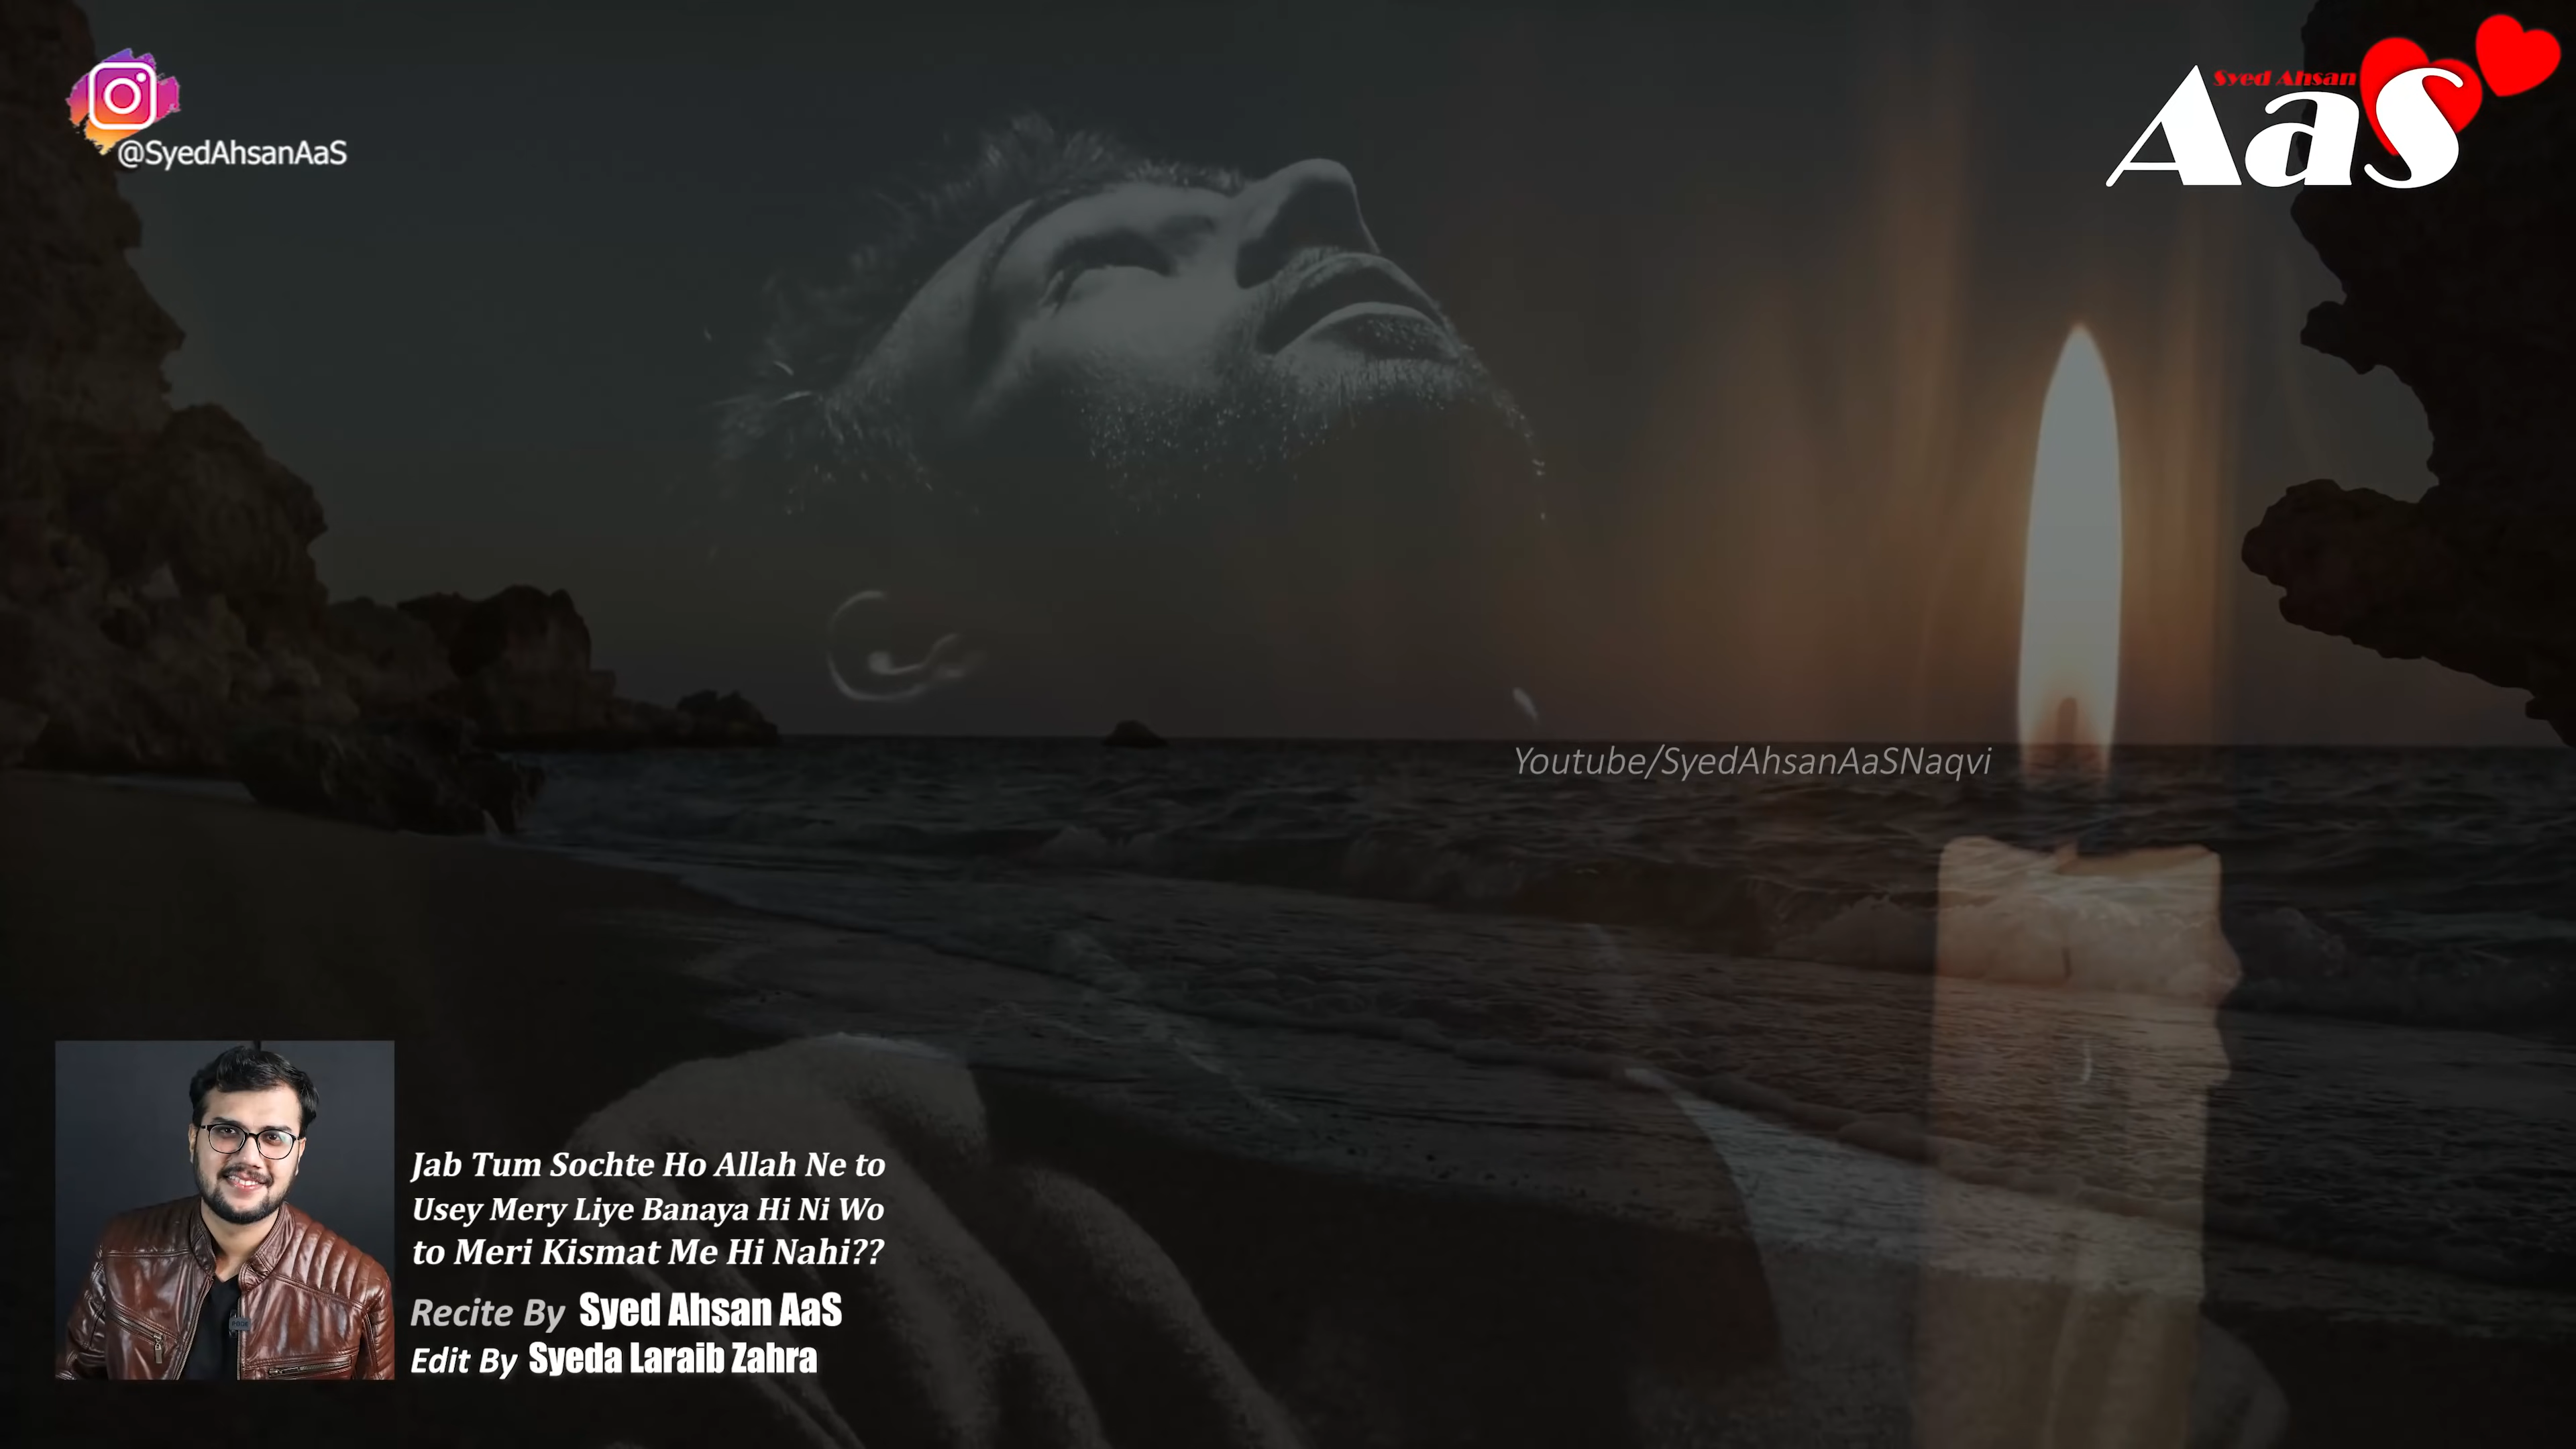 @SyedAhsanAaS
Syed Ahsan
AaS
Youtube/SyedAhsanAaSNaqvi
Jab Tum Sochte Ho Allah Ne to
Usey Mery Liye Banaya Hi Ni Wo
to Meri Kismat Me Hi Nahi??
Recite By Syed Ahsan AaS
Edit By Syeda Laraib Zahra